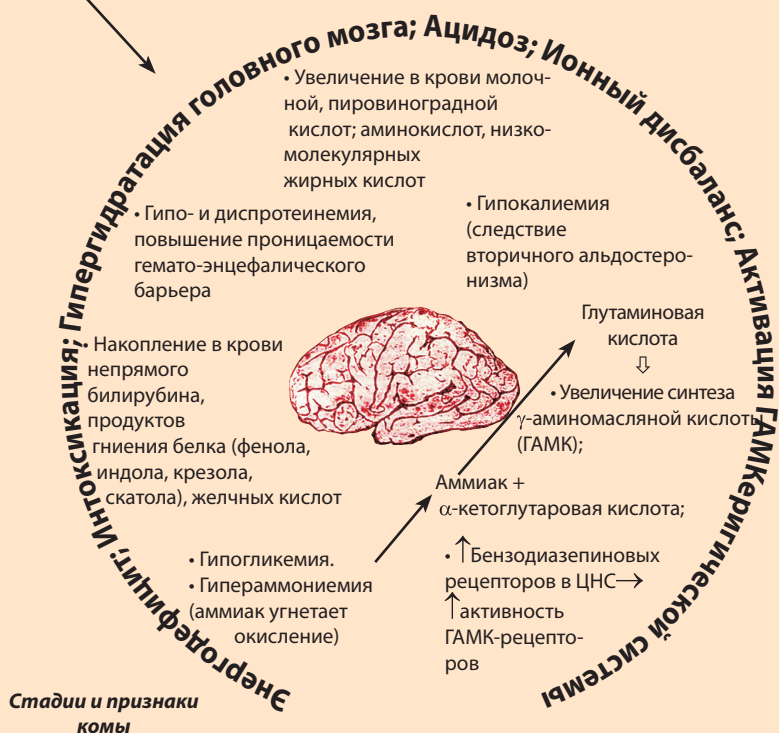 Энергодефицит; Интоксикация; Гипергидратация головного мозга; Ацидоз; Ионный дисбаланс; Активация ГАМКеригической системы
• Увеличение в крови молоч-
ной, пировиноградной
кислот; аминокислот, низко-
молекулярных
жирных кислот
• Гипо- и диспротеинемия,
повышение проницаемости
гемато-энцефалического
барьера
• Гипокалиемия
(следствие
вторичного альдостеро-
низма)
Глутаминовая
кислота
⇩
• Увеличение синтеза
γ-аминомасляной кислоты
(ГАМК);
• Накопление в крови
непрямого
билирубина,
продуктов
гниения белка (фенола,
индола, крезола,
скатола), желчных кислот
Аммиак +
α-кетоглутаровая кислота;
• Гипогликемия.
• Гипераммониемия
(аммиак угнетает
окисление)
• ↑Бензодиазепиновых
рецепторов в ЦНС→
↑активность
ГАМК-рецепто-
ров
Стадии и признаки
комы